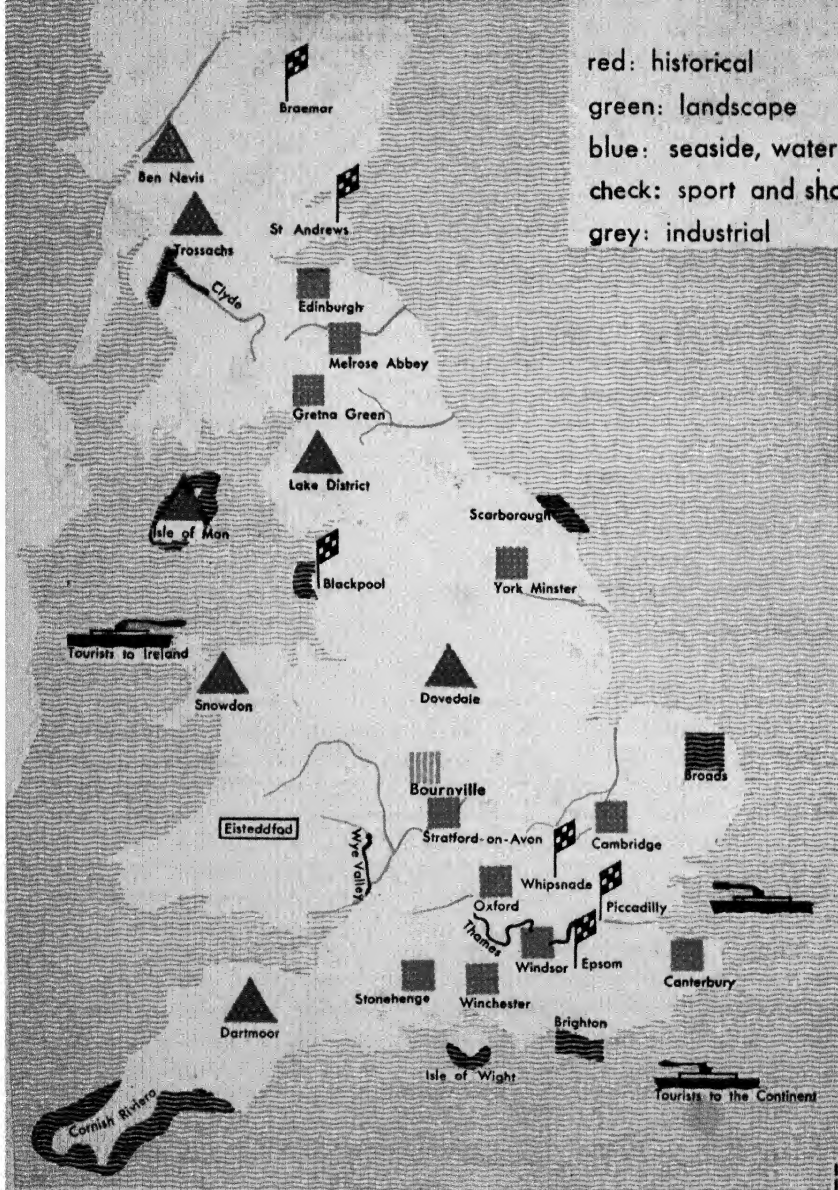 red: historical
green: landscape
blue: seaside, water
check: sport and
grey: industrial
Braemar
Ben Nevis
St Andrews
Trossachs
Clyde
Edinburgh
Melrose Abbey
Gretna Green
Lake District
Scarborough
Isle of Man
Blackpool
York Minster
Tourists to Ireland
Snowdon
Dovedale
Broads
Bournville
Eisteddfod
Stratford-on-Avon
Cambridge
Wye Valley
Whipsnade
Oxford
Piccadilly
Thames
Windsor
Epsom
Canterbury
Stonehenge
Winchester
Brighton
Dartmoor
Isle of Wight
Tourists to the Continent
Cornish Riviera